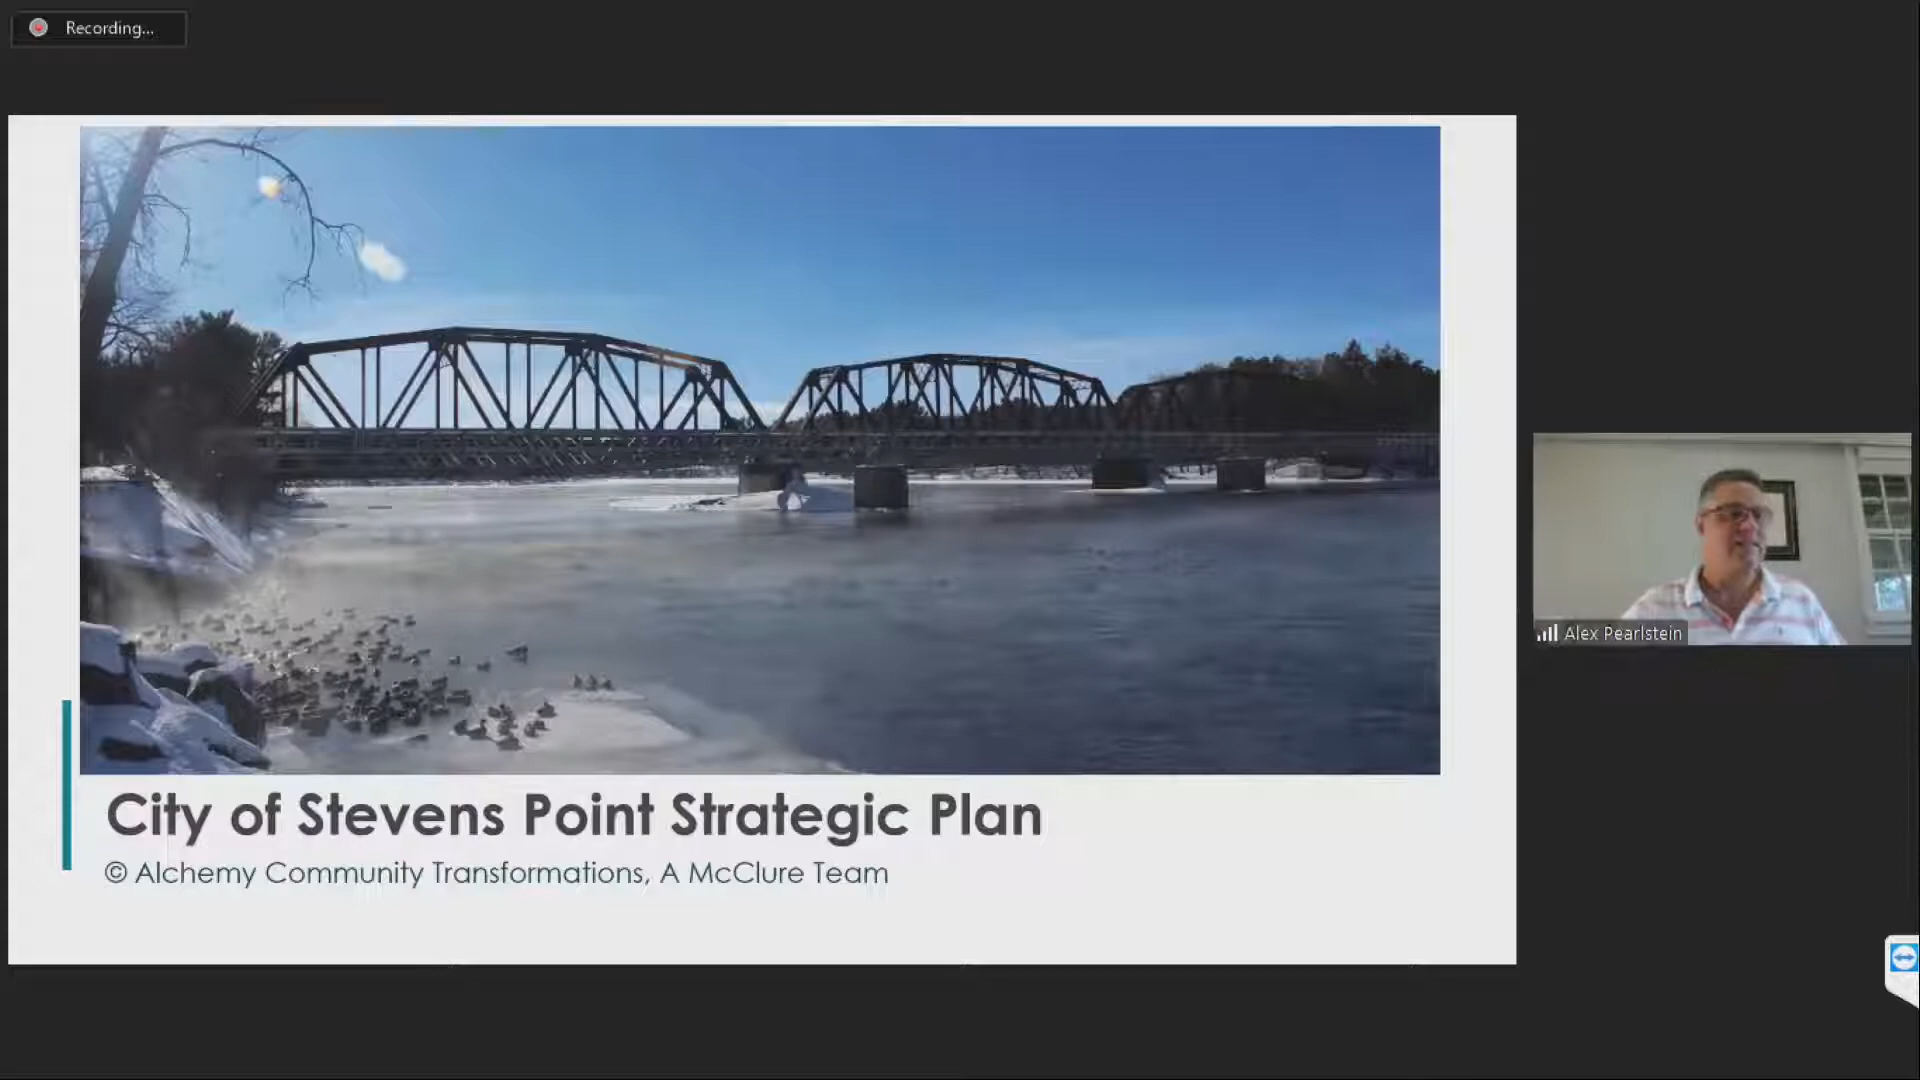 Recording...
City of Stevens Point Strategic Plan
© Alchemy Community Transformations, A McClure Team
Alex Pearlstein